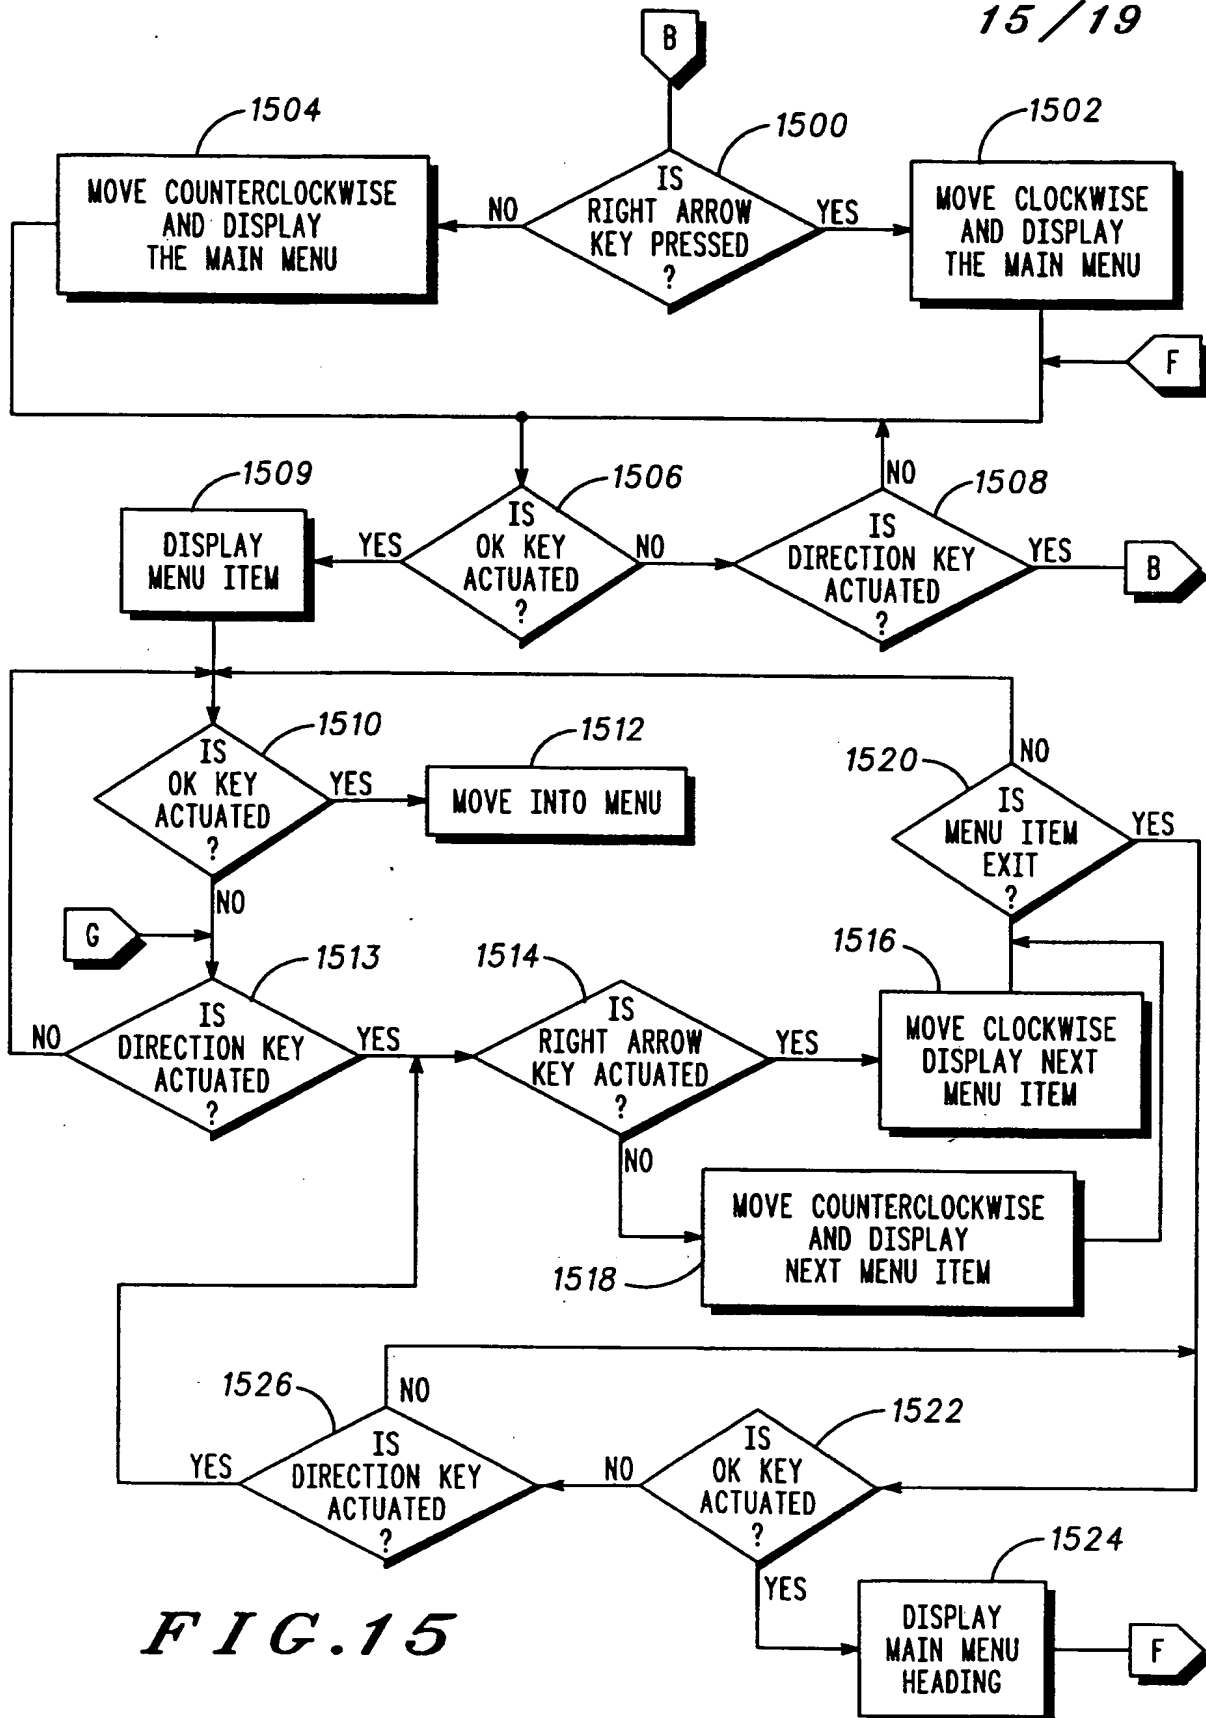 15/19
B
1504
1500
1502
MOVE COUNTERCLOCKWISE
AND DISPLAY
THE MAIN MENU
NO
IS
RIGHT ARROW
KEY PRESSED
?
YES
MOVE CLOCKWISE
AND DISPLAY
THE MAIN MENU
F
1509
1506
1508
NO
DISPLAY
MENU ITEM
YES
IS
OK KEY
ACTUATED
?
NO
IS
DIRECTION KEY
ACTUATED
?
YES
B
1510
1512
1520
NO
IS
OK KEY
ACTUATED
?
YES
MOVE INTO MENU
IS
MENU ITEM
EXIT
?
YES
NO
G
1513
1514
1516
NO
IS
DIRECTION KEY
ACTUATED
?
YES
IS
RIGHT ARROW
KEY ACTUATED
?
YES
MOVE CLOCKWISE
DISPLAY NEXT
MENU ITEM
NO
MOVE COUNTERCLOCKWISE
AND DISPLAY
NEXT MENU ITEM
1518
1526
NO
1522
YES
IS
DIRECTION KEY
ACTUATED
?
NO
IS
OK KEY
ACTUATED
?
YES
1524
DISPLAY
MAIN MENU
HEADING
F
FIG.15